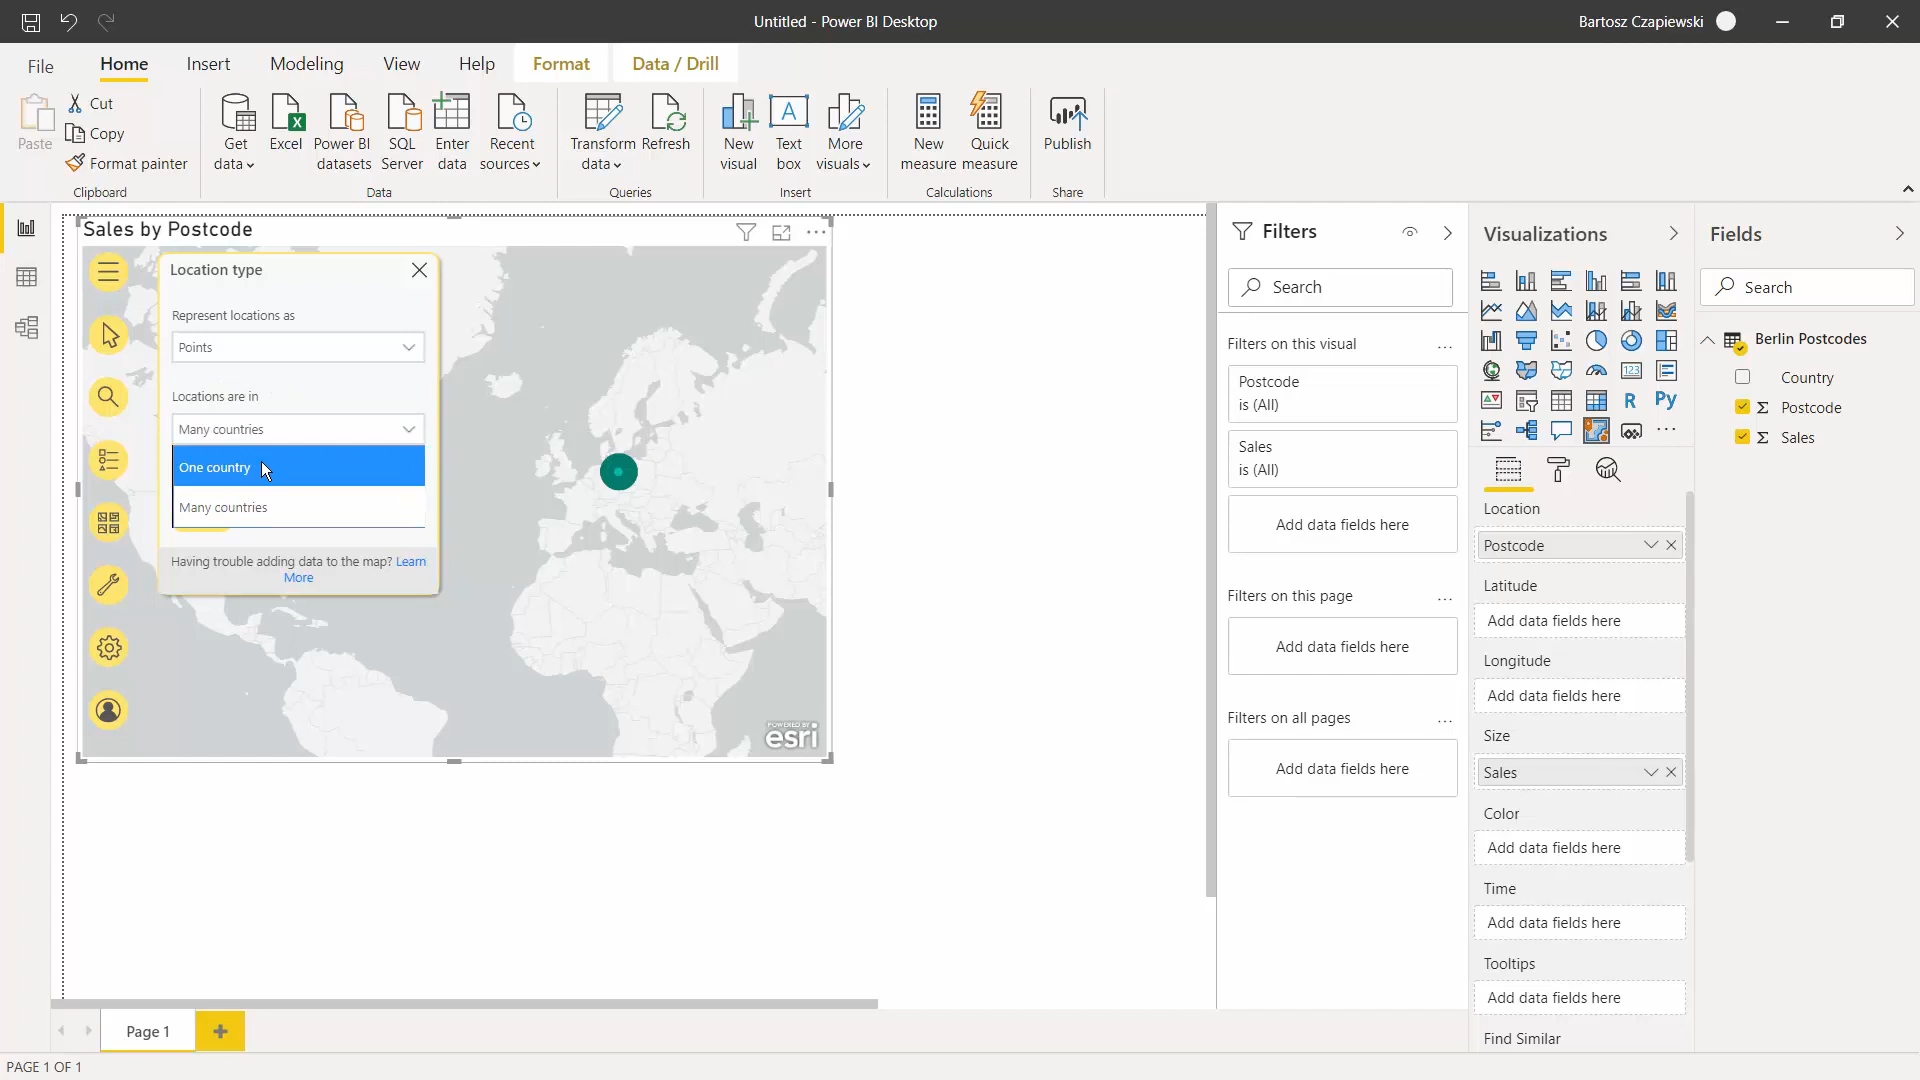 Untitled - Power BI Desktop
Bartosz Czapiewski
File
Home
Insert
Modeling
View
Help
Format
Data / Drill
Paste
Cut
Copy
Format painter
Clipboard
Get data
Excel
Power BI datasets
SQL Server
Enter data
Recent sources
Data
Transform data
Refresh
Queries
New visual
Text box
More visuals
Insert
New measure
Quick measure
Calculations
Publish
Share
Sales by Postcode
Location type
Represent locations as
Points
Locations are in
Many countries
One country
Many countries
Having trouble adding data to the map? Learn
More
POWERED BY
esri
Filters
Search
Filters on this visual
...
Postcode
is (All)
Sales
is (All)
Add data fields here
Filters on this page
...
Add data fields here
Filters on all pages
...
Add data fields here
Visualizations
123
R
Py
...
Location
Postcode
Latitude
Add data fields here
Longitude
Add data fields here
Size
Sales
Color
Add data fields here
Time
Add data fields here
Tooltips
Add data fields here
Find Similar
Fields
Search
Berlin Postcodes
Country
Σ Postcode
Σ Sales
Page 1
PAGE 1 OF 1